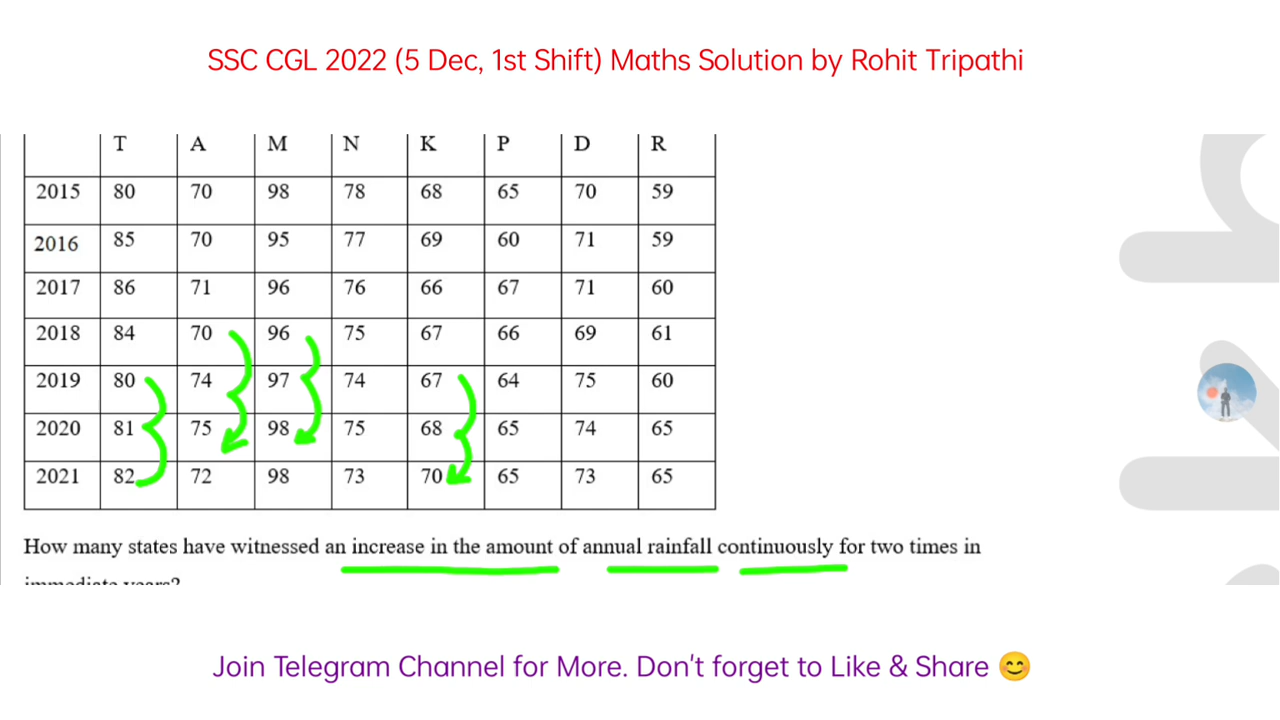 SSC CGL 2022 (5 Dec, 1st Shift) Maths Solution by Rohit Tripathi
T A M N K P D R
2015 80 70 98 78 68 65 70 59
2016 85 70 95 77 69 60 71 59
2017 86 71 96 76 66 67 71 60
2018 84 70 96 75 67 66 69 61
2019 80 74 97 74 67 64 75 60
2020 81 75 98 75 68 65 74 65
2021 82 72 98 73 70 65 73 65
How many states have witnessed an increase in the amount of annual rainfall continuously for two times in
immediate years?
Join Telegram Channel for More. Don't forget to Like & Share 😊